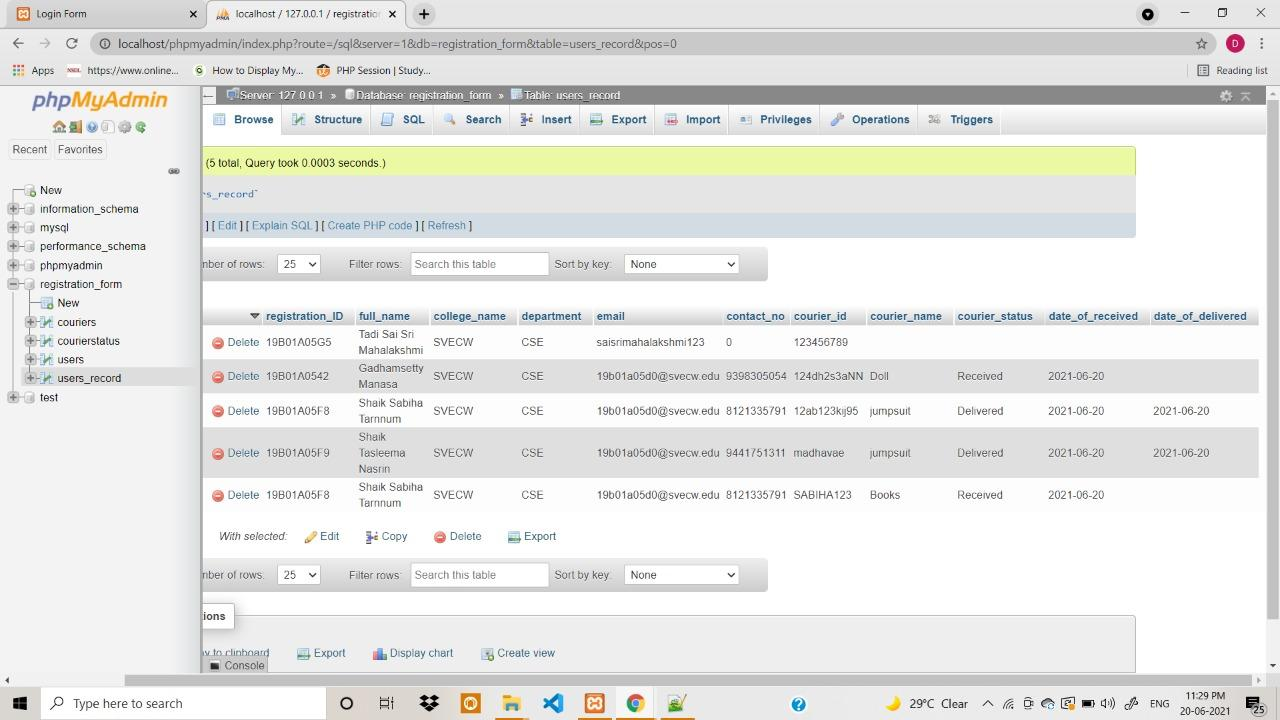 Login Form
localhost / 127.0.0.1 / registratio
localhost/phpmyadmin/index.php?route=/sql&server=1&db=registration_form&table=users_record&pos=0
D
Apps NSDL https://www.online... How to Display My... PHP Session | Study... Reading list
phpMyAdmin
Server: 127.0.0.1 » Database: registration_form » Table: users_record
Browse Structure SQL Search Insert Export Import Privileges Operations Triggers
Recent Favorites
(5 total, Query took 0.0003 seconds.)
rs_record`
] [ Edit ] [ Explain SQL ] [ Create PHP code ] [ Refresh ]
New
information_schema
mysql
performance_schema
phpmyadmin
registration_form
New
couriers
courierstatus
users
users_record
test
nber of rows: 25 Filter rows: Search this table Sort by key: None
registration_ID full_name college_name department email contact_no courier_id courier_name courier_status date_of_received date_of_delivered
Delete 19B01A05G5 Tadi Sai Sri Mahalakshmi SVECW CSE saisrimahalakshmi123 0 123456789
Delete 19B01A0542 Gadhamsetty Manasa SVECW CSE 19b01a05d0@svecw.edu 9398305054 124dh2s3aNN Doll Received 2021-06-20
Delete 19B01A05F8 Shaik Sabiha Tarnnum SVECW CSE 19b01a05d0@svecw.edu 8121335791 12ab123kij95 jumpsuit Delivered 2021-06-20 2021-06-20
Delete 19B01A05F9 Shaik Tasleema Nasrin SVECW CSE 19b01a05d0@svecw.edu 9441751311 madhavae jumpsuit Delivered 2021-06-20 2021-06-20
Delete 19B01A05F8 Shaik Sabiha Tarnnum SVECW CSE 19b01a05d0@svecw.edu 8121335791 SABIHA123 Books Received 2021-06-20
With selected: Edit Copy Delete Export
nber of rows: 25 Filter rows: Search this table Sort by key: None
ions
y to clipboard Export Display chart Create view
Console
Type here to search
29°C Clear
ENG
11:29 PM
20-06-2021
25